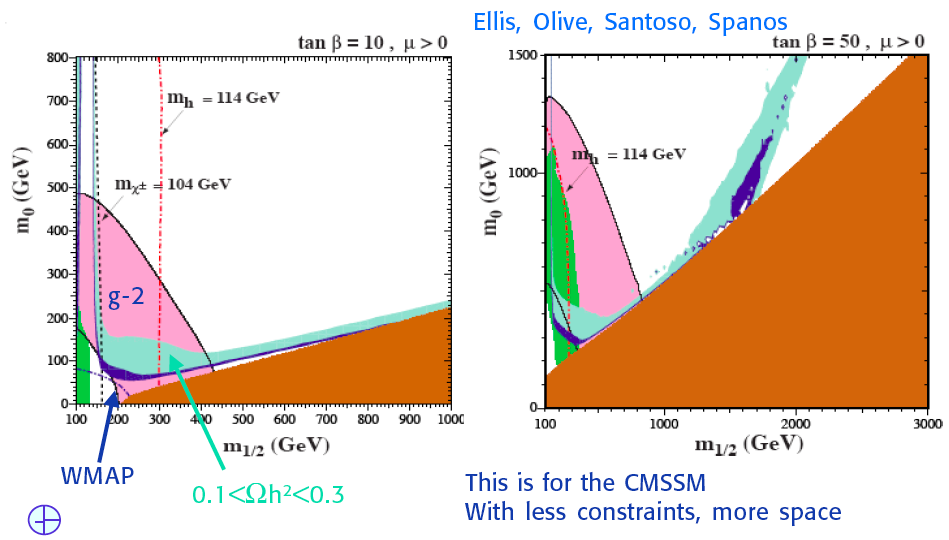 Ellis, Olive, Santoso, Spanos
tan β = 10 , μ > 0
800
700
600
500
400
300
200
100
0
m₀ (GeV)
mₕ = 114 GeV
mχ± = 104 GeV
g-2
100 200 300 400 500 600 700 800 900 1000
m₁/₂ (GeV)
WMAP
0.1<Ωh²<0.3
tan β = 50 , μ > 0
1500
1000
0
m₀ (GeV)
mₕ = 114 GeV
100 1000 2000 3000
m₁/₂ (GeV)
This is for the CMSSM
With less constraints, more space